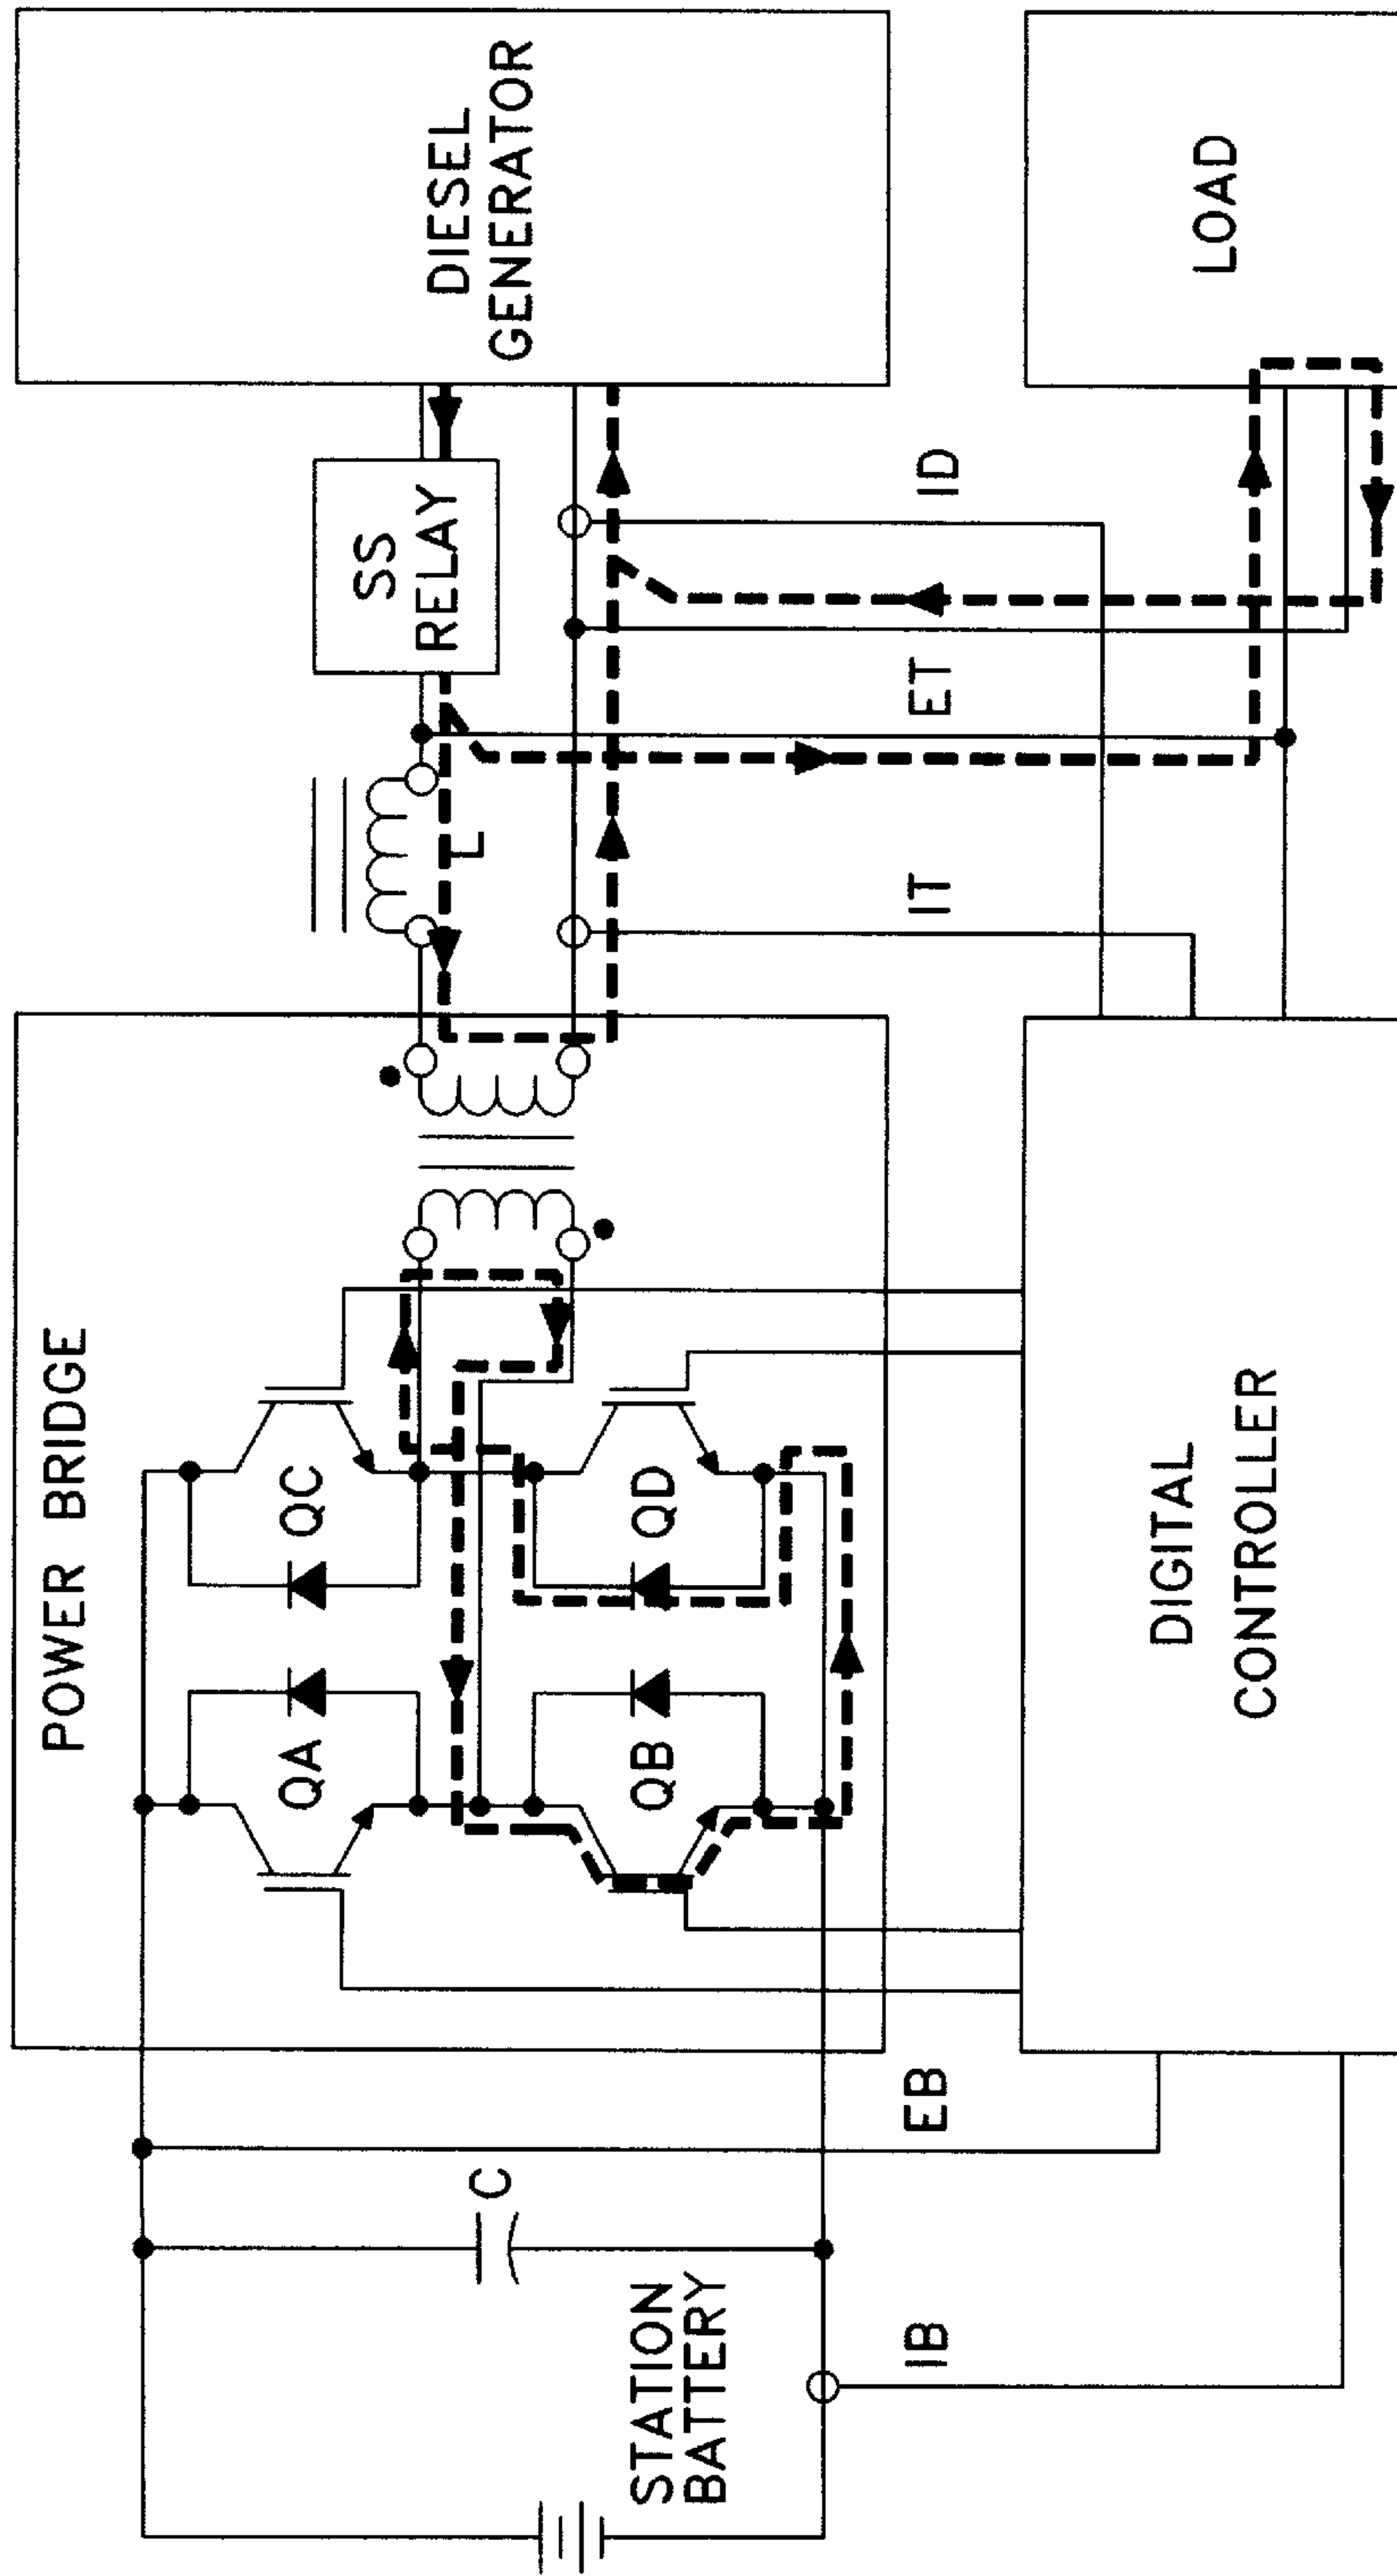 POWER BRIDGE
DIESEL
GENERATOR
SS
RELAY
L
QA
QC
QB
QD
C
STATION
BATTERY
IB
EB
IT
ET
ID
DIGITAL
CONTROLLER
LOAD